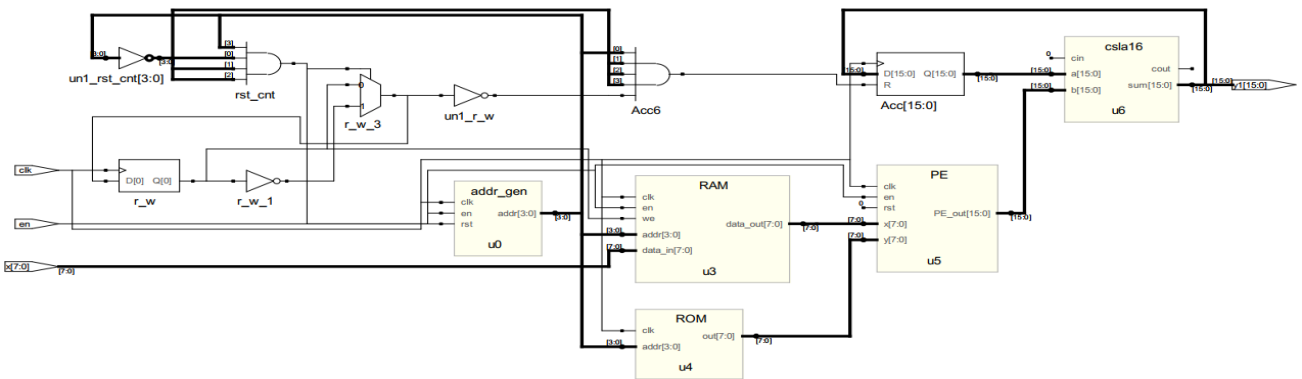 [3:0]
un1_rst_cnt[3:0]
[3:0]
[3]
[0]
[1]
[2]
rst_cnt
0
1
r_w_3
un1_r_w
[0]
[1]
[2]
[3]
Acc6
[15:0]
D[15:0] Q[15:0]
R
[15:0]
Acc[15:0]
csla16
0
cin
cout
[15:0]
a[15:0]
[15:0]
b[15:0]
sum[15:0]
[15:0]
[15:0]
y1[15:0]
u6
clk
D[0] Q[0]
r_w
r_w_1
en
addr_gen
clk
en
rst
addr[3:0]
[3:0]
u0
x[7:0]
[7:0]
RAM
clk
en
we
[3:0]
addr[3:0]
[7:0]
data_in[7:0]
data_out[7:0]
[7:0]
u3
ROM
clk
[3:0]
addr[3:0]
out[7:0]
[7:0]
u4
PE
clk
en
0
rst
[7:0]
x[7:0]
[7:0]
y[7:0]
PE_out[15:0]
[15:0]
u5